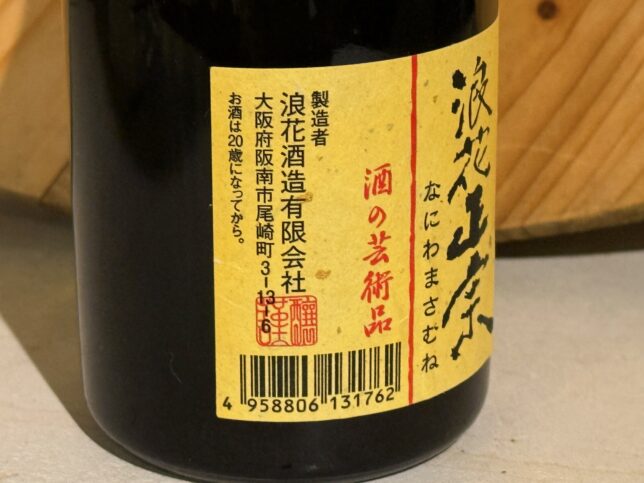 浪花正宗
なにわまさむね
酒の芸術品
製造者
浪花酒造有限会社
大阪府阪南市尾崎町3-13-6
お酒は20歳になってから。
謹醸
4 958806 131762